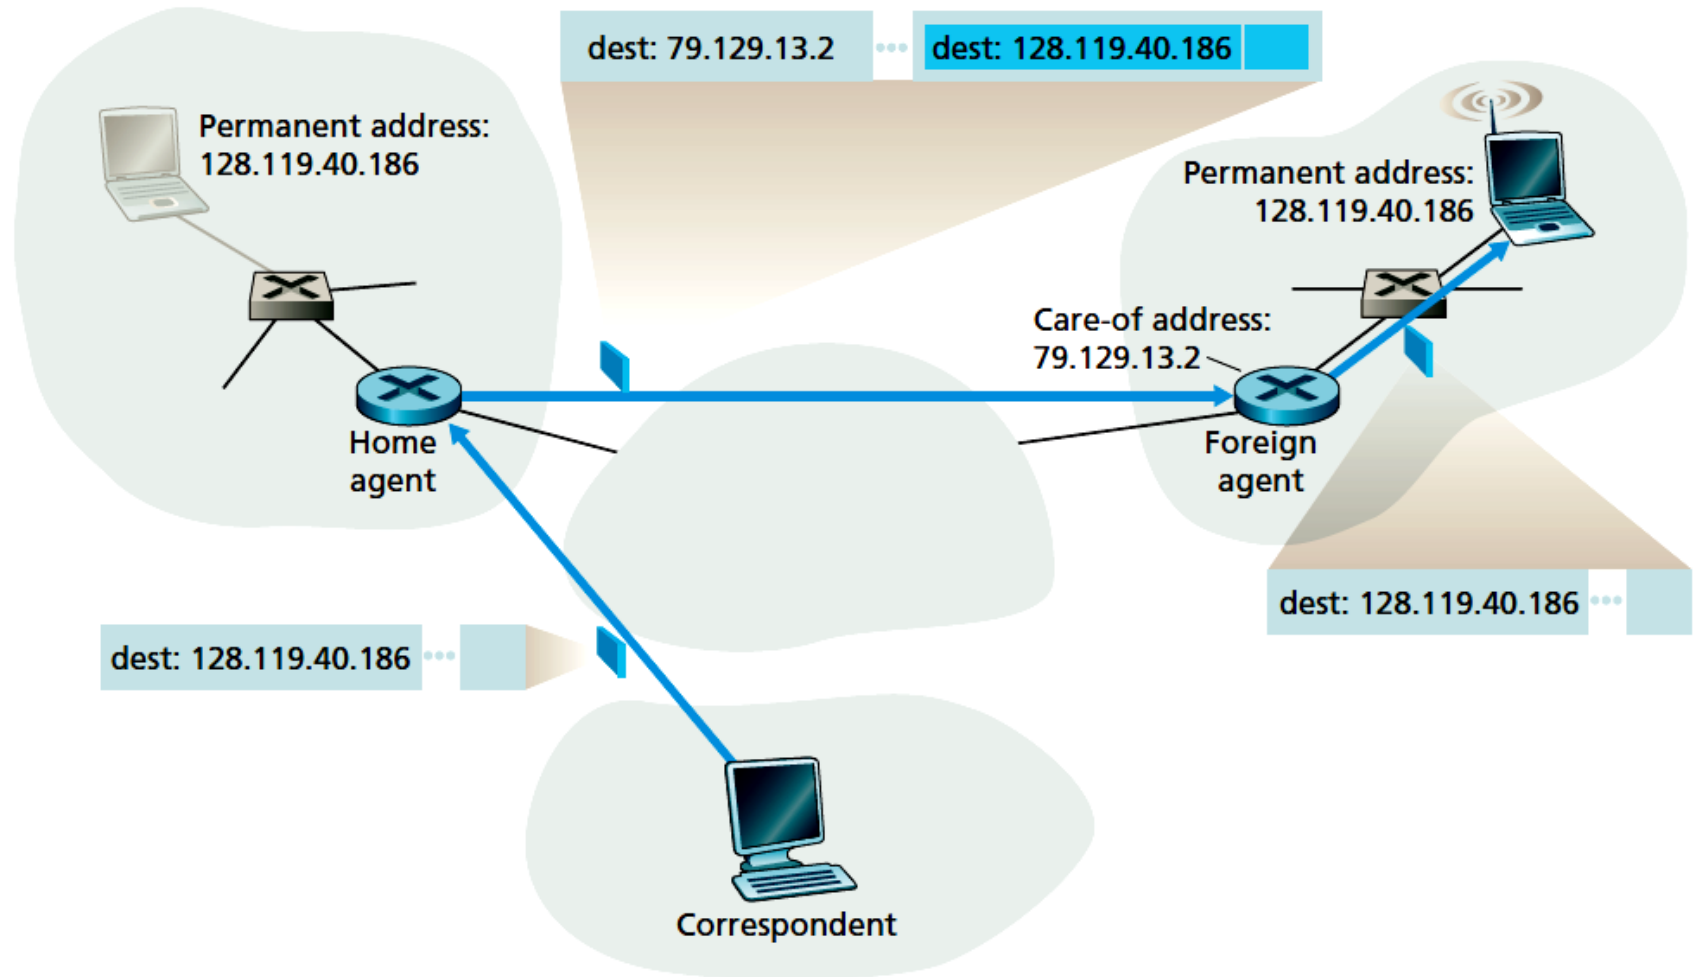 dest: 79.129.13.2
dest: 128.119.40.186
Permanent address:
128.119.40.186
Permanent address:
128.119.40.186
Care-of address:
79.129.13.2
Home
agent
Foreign
agent
dest: 128.119.40.186
dest: 128.119.40.186
Correspondent